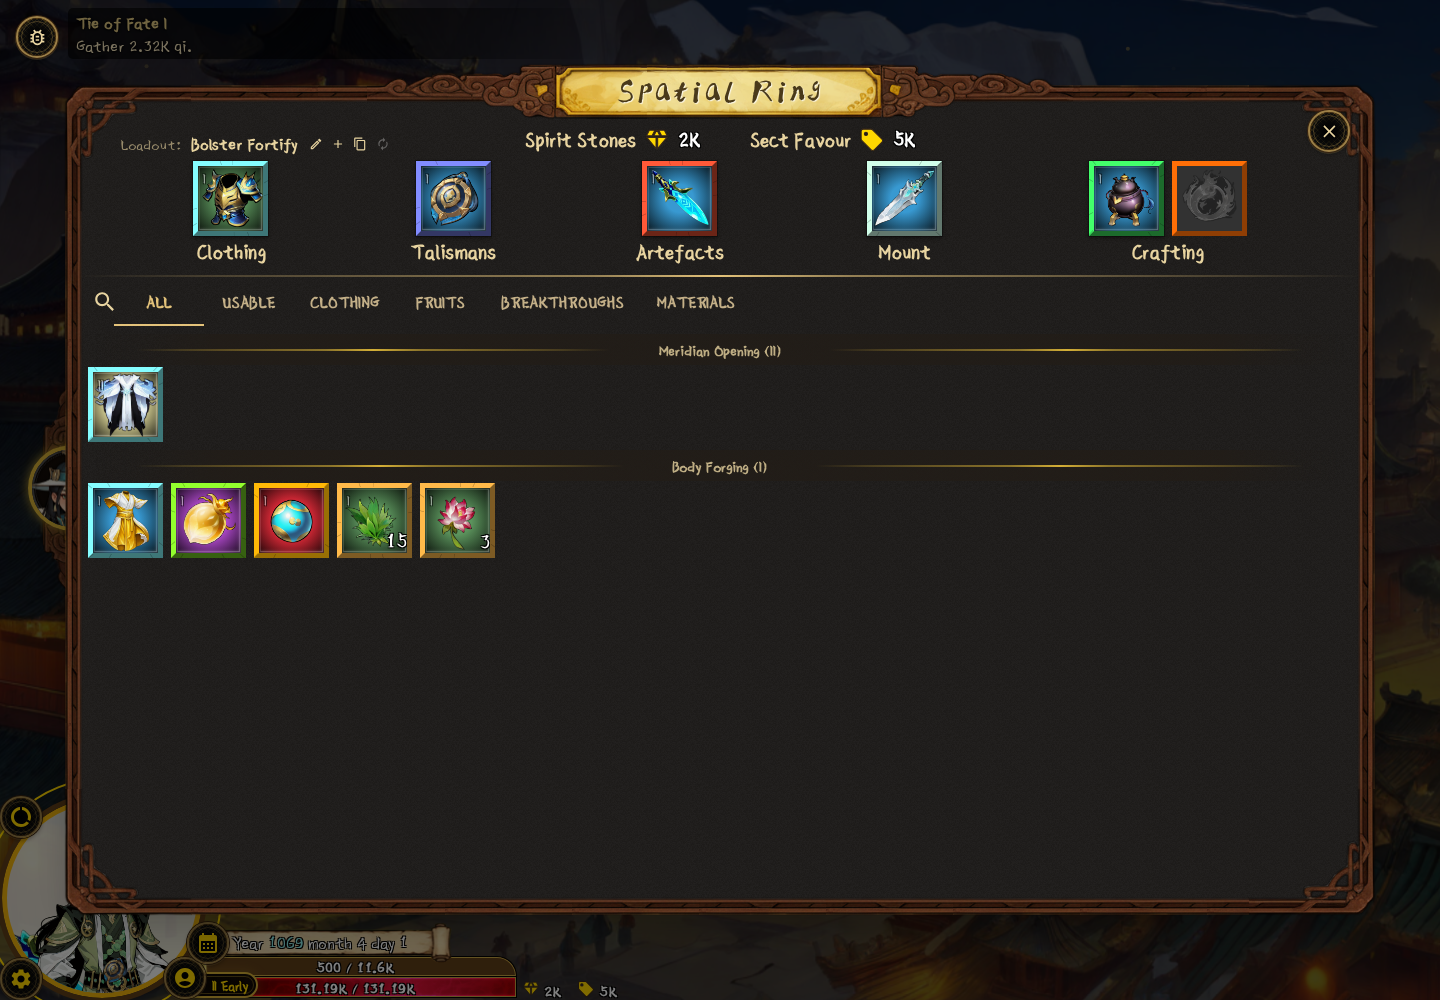 Tie of Fate I
Gather 2.32K qi.
Spatial Ring
Loadout: Bolster Fortify
Spirit Stones 2K
Sect Favour 5K
I
I
I
I
I
Clothing
Talismans
Artefacts
Mount
Crafting
ALL
USABLE
CLOTHING
FRUITS
BREAKTHROUGHS
MATERIALS
Meridian Opening (II)
II
Body Forging (I)
I
I
I
I
15
I
3
Year 1069 month 4 day 1
500 / 11.6K
II Early
131.19K / 131.19K
2K
5K